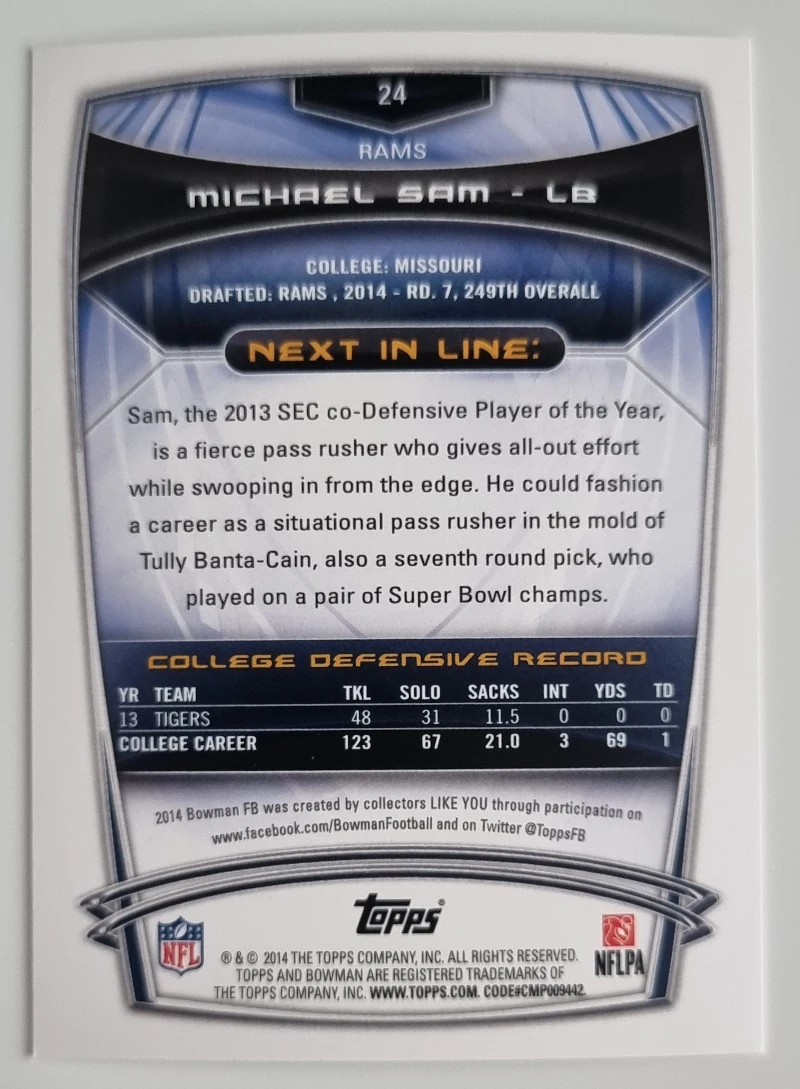 24
RAMS
MICHAEL SAM - LB
COLLEGE: MISSOURI
DRAFTED: RAMS , 2014 - RD. 7, 249TH OVERALL
NEXT IN LINE:
Sam, the 2013 SEC co-Defensive Player of the Year,
is a fierce pass rusher who gives all-out effort
while swooping in from the edge. He could fashion
a career as a situational pass rusher in the mold of
Tully Banta-Cain, also a seventh round pick, who
played on a pair of Super Bowl champs.
COLLEGE DEFENSIVE RECORD
YR TEAM TKL SOLO SACKS INT YDS TD
13 TIGERS 48 31 11.5 0 0 0
COLLEGE CAREER 123 67 21.0 3 69 1
2014 Bowman FB was created by collectors LIKE YOU through participation on
www.facebook.com/BowmanFootball and on Twitter @ToppsFB
Topps®
NFL
NFLPA
® & © 2014 THE TOPPS COMPANY, INC. ALL RIGHTS RESERVED.
TOPPS AND BOWMAN ARE REGISTERED TRADEMARKS OF
THE TOPPS COMPANY, INC. WWW.TOPPS.COM. CODE#CMP009442.